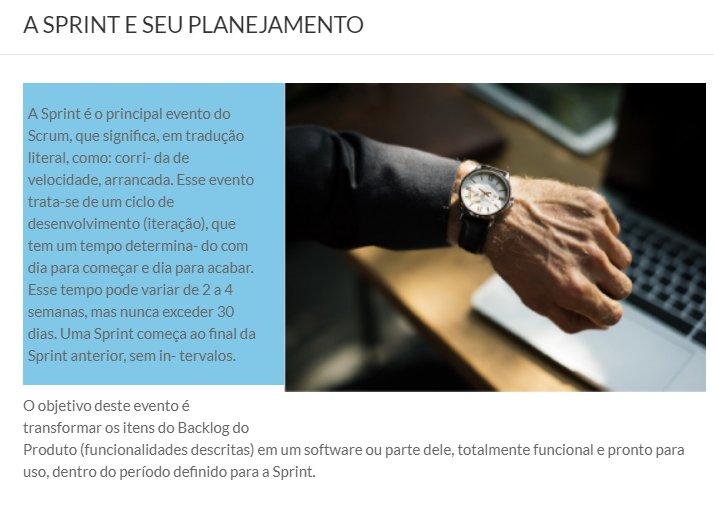 A SPRINT E SEU PLANEJAMENTO
A Sprint é o principal evento do
Scrum, que significa, em tradução
literal, como: corri- da de
velocidade, arrancada. Esse evento
trata-se de um ciclo de
desenvolvimento (iteração), que
tem um tempo determina- do com
dia para começar e dia para acabar.
Esse tempo pode variar de 2 a 4
semanas, mas nunca exceder 30
dias. Uma Sprint começa ao final da
Sprint anterior, sem in- tervalos.
O objetivo deste evento é
transformar os itens do Backlog do
Produto (funcionalidades descritas) em um software ou parte dele, totalmente funcional e pronto para
uso, dentro do período definido para a Sprint.